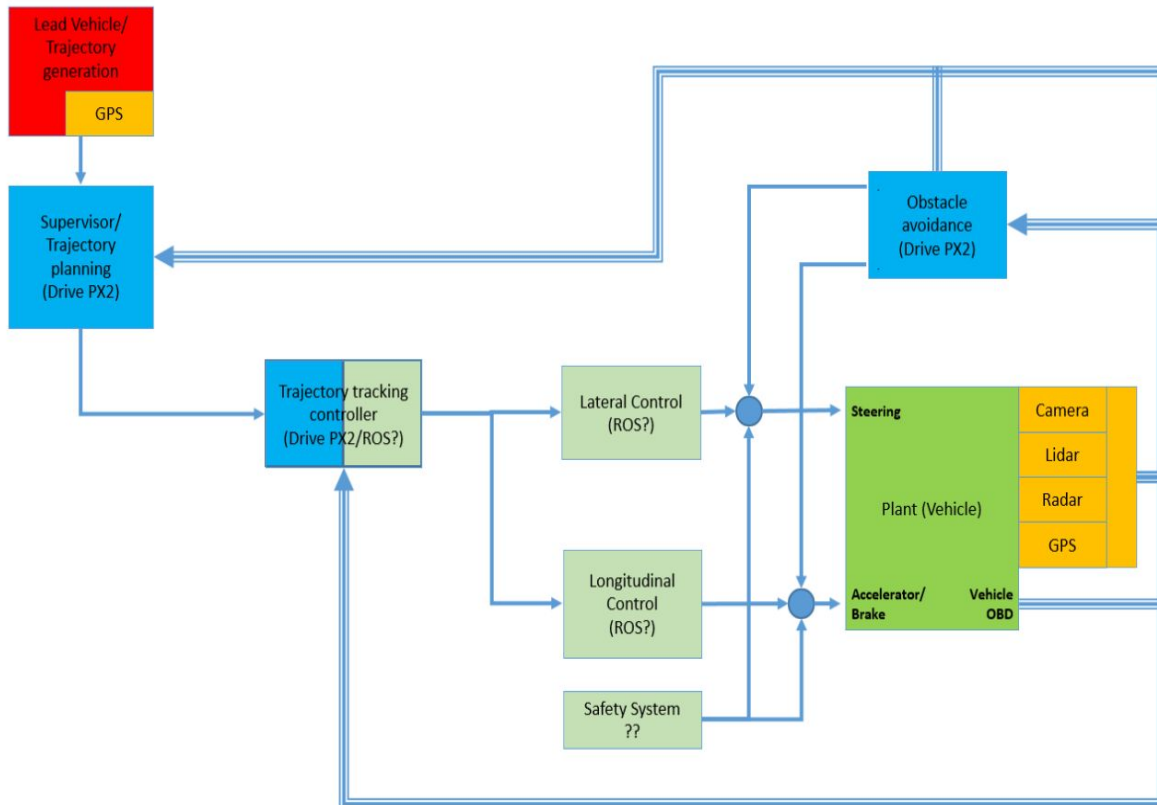 Lead Vehicle/
Trajectory
generation
GPS
Supervisor/
Trajectory
planning
(Drive PX2)
Obstacle
avoidance
(Drive PX2)
Trajectory tracking
controller
(Drive PX2/ROS?)
Lateral Control
(ROS?)
Steering
Camera
Lidar
Radar
GPS
Plant (Vehicle)
Longitudinal
Control
(ROS?)
Accelerator/
Brake
Vehicle
OBD
Safety System
??